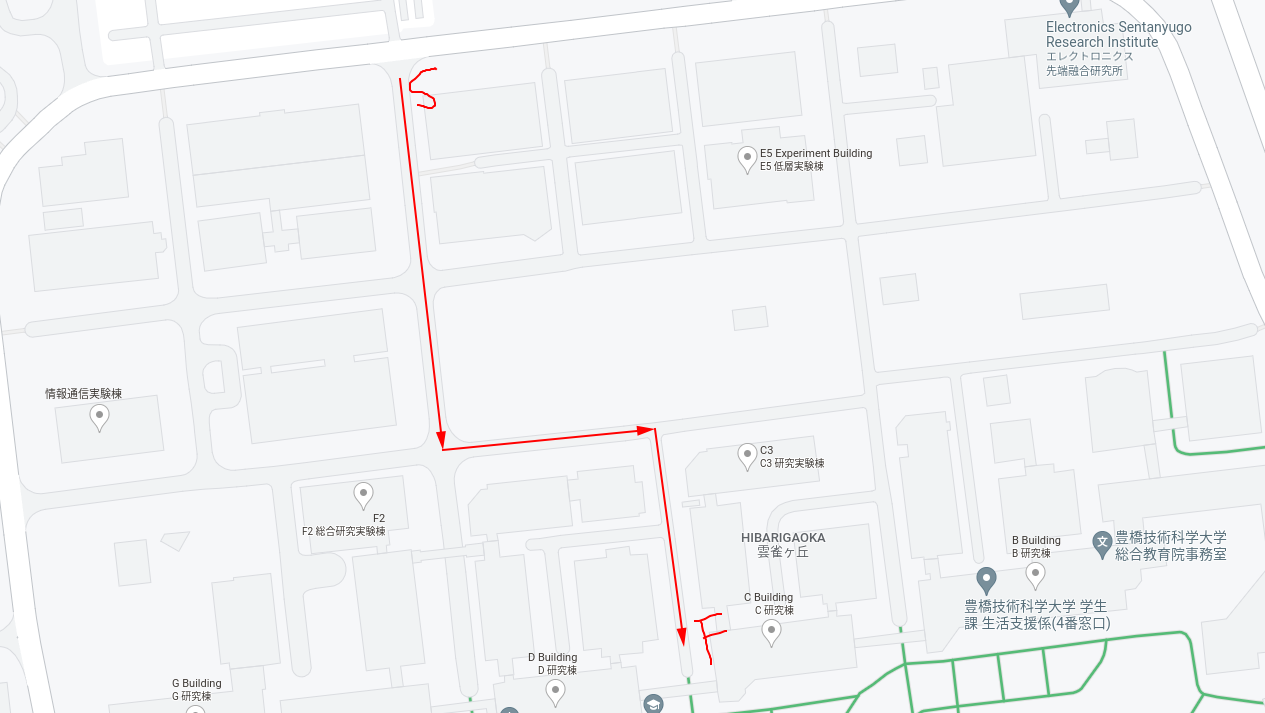 Electronics Sentanyugo
Research Institute
エレクトロニクス
先端融合研究所
S
E5 Experiment Building
E5 低層実験棟
情報通信実験棟
C3
C3 研究実験棟
F2
F2 総合研究実験棟
HIBARIGAOKA
雲雀ヶ丘
豊橋技術科学大学
総合教育院事務室
文
B Building
B 研究棟
豊橋技術科学大学 学生
課 生活支援係(4番窓口)
C Building
C 研究棟
F
D Building
D 研究棟
G Building
G 研究棟